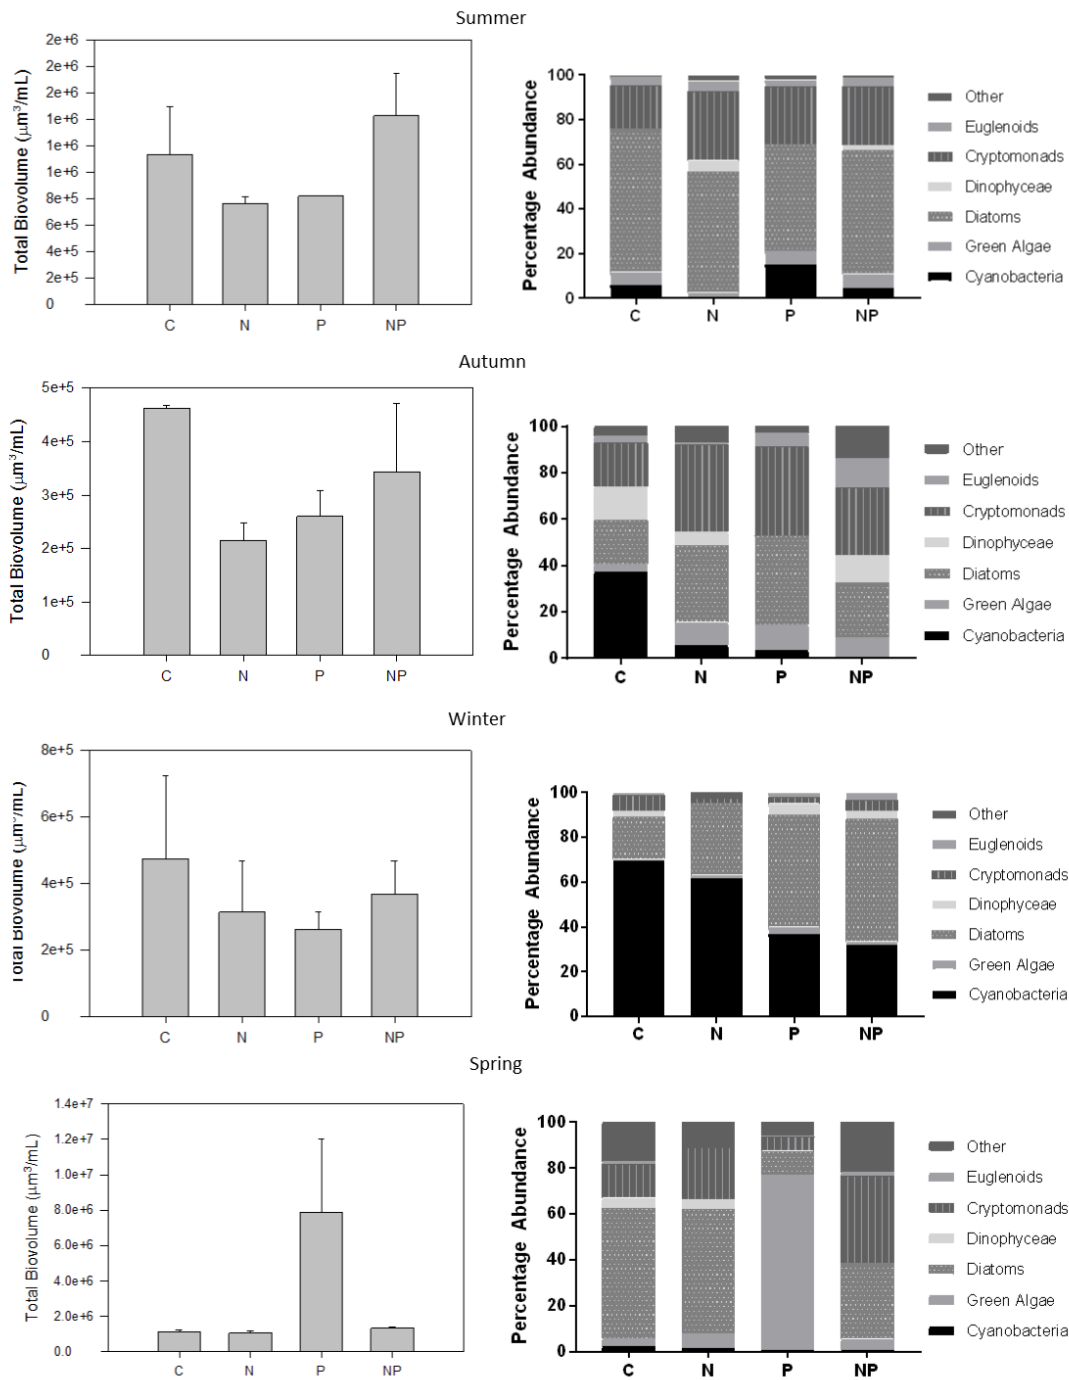 Summer
Total Biovolume (μm³/mL)
2e+6
2e+6
2e+6
1e+6
1e+6
1e+6
8e+5
6e+5
4e+5
2e+5
0
C N P NP
Percentage Abundance
100
80
60
40
20
0
C N P NP
Other
Euglenoids
Cryptomonads
Dinophyceae
Diatoms
Green Algae
Cyanobacteria
Autumn
Total Biovolume (μm³/mL)
5e+5
4e+5
3e+5
2e+5
1e+5
0
C N P NP
Percentage Abundance
100
80
60
40
20
0
C N P NP
Other
Euglenoids
Cryptomonads
Dinophyceae
Diatoms
Green Algae
Cyanobacteria
Winter
Total Biovolume (μm³/mL)
8e+5
6e+5
4e+5
2e+5
0
C N P NP
Percentage Abundance
100
80
60
40
20
0
C N P NP
Other
Euglenoids
Cryptomonads
Dinophyceae
Diatoms
Green Algae
Cyanobacteria
Spring
Total Biovolume (μm³/mL)
1.4e+7
1.2e+7
1.0e+7
8.0e+6
6.0e+6
4.0e+6
2.0e+6
0.0
C N P NP
Percentage Abundance
100
80
60
40
20
0
C N P NP
Other
Euglenoids
Cryptomonads
Dinophyceae
Diatoms
Green Algae
Cyanobacteria